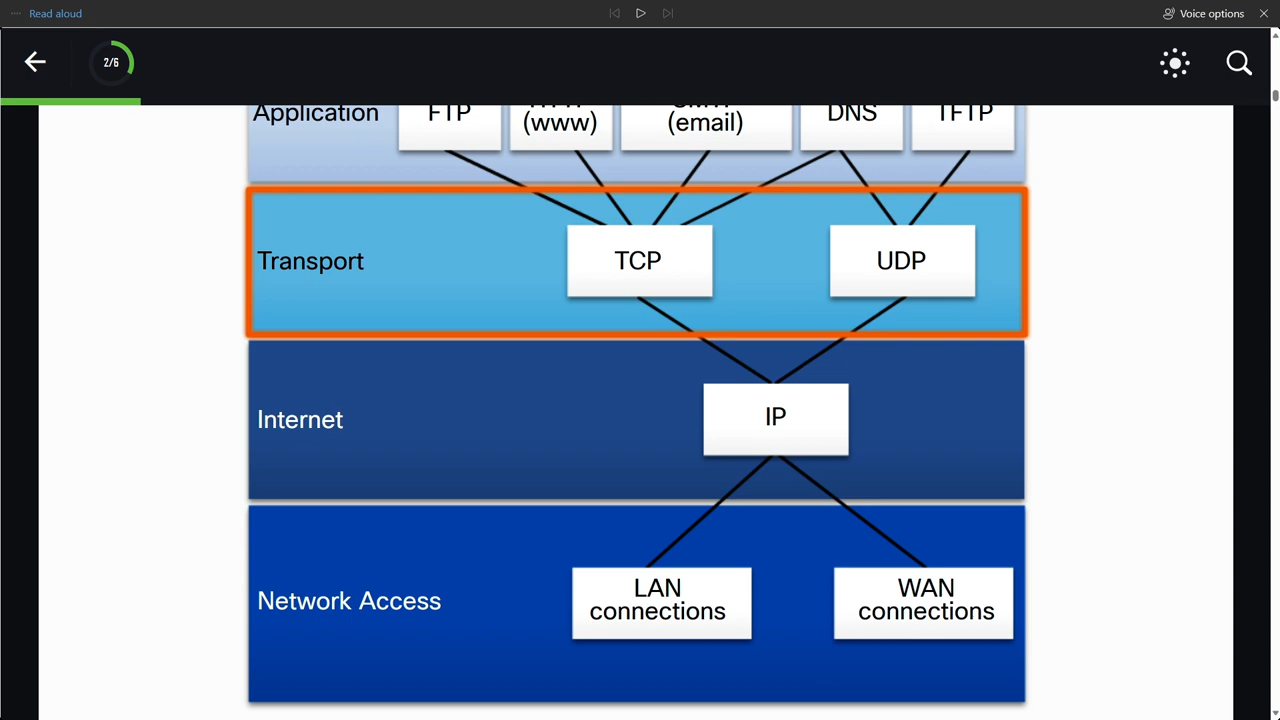 Read aloud
Voice options
2/6
Application
FTP
(www)
(email)
DNS
TFTP
Transport
TCP
UDP
Internet
IP
Network Access
LAN
connections
WAN
connections